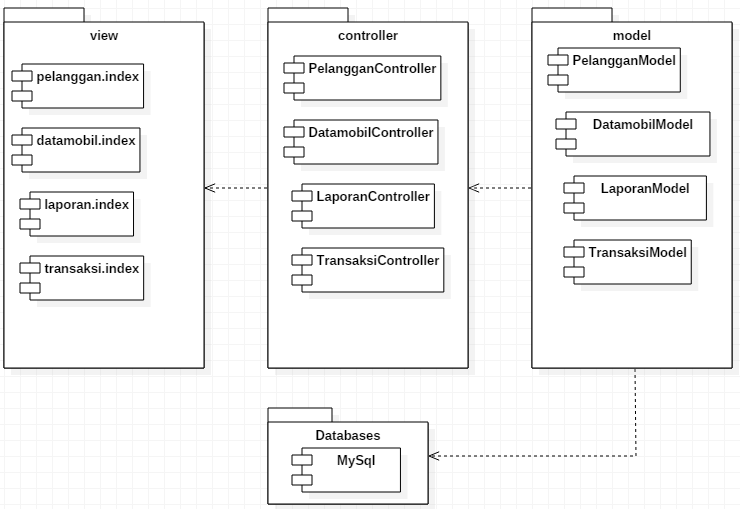 view
pelanggan.index
datamobil.index
laporan.index
transaksi.index
controller
PelangganController
DatamobilController
LaporanController
TransaksiController
model
PelangganModel
DatamobilModel
LaporanModel
TransaksiModel
Databases
MySql